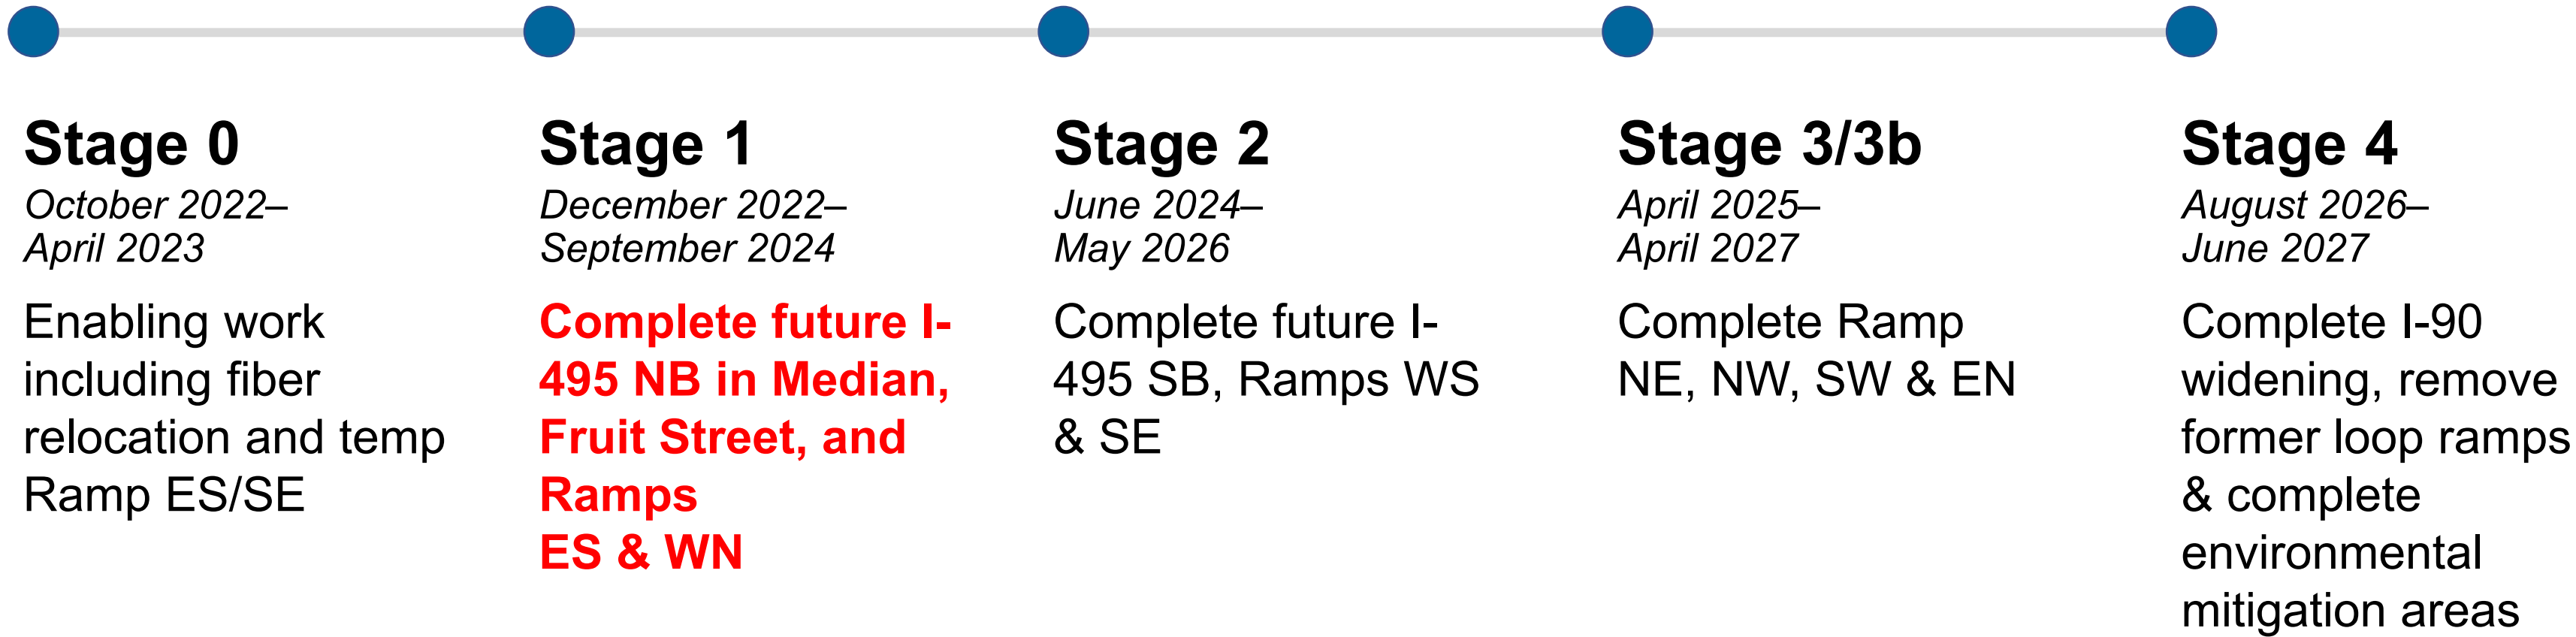 Stage 0
October 2022–
April 2023
Enabling work
including fiber
relocation and temp
Ramp ES/SE
Stage 1
December 2022–
September 2024
Complete future I-
495 NB in Median,
Fruit Street, and
Ramps
ES & WN
Stage 2
June 2024–
May 2026
Complete future I-
495 SB, Ramps WS
& SE
Stage 3/3b
April 2025–
April 2027
Complete Ramp
NE, NW, SW & EN
Stage 4
August 2026–
June 2027
Complete I-90
widening, remove
former loop ramps
& complete
environmental
mitigation areas